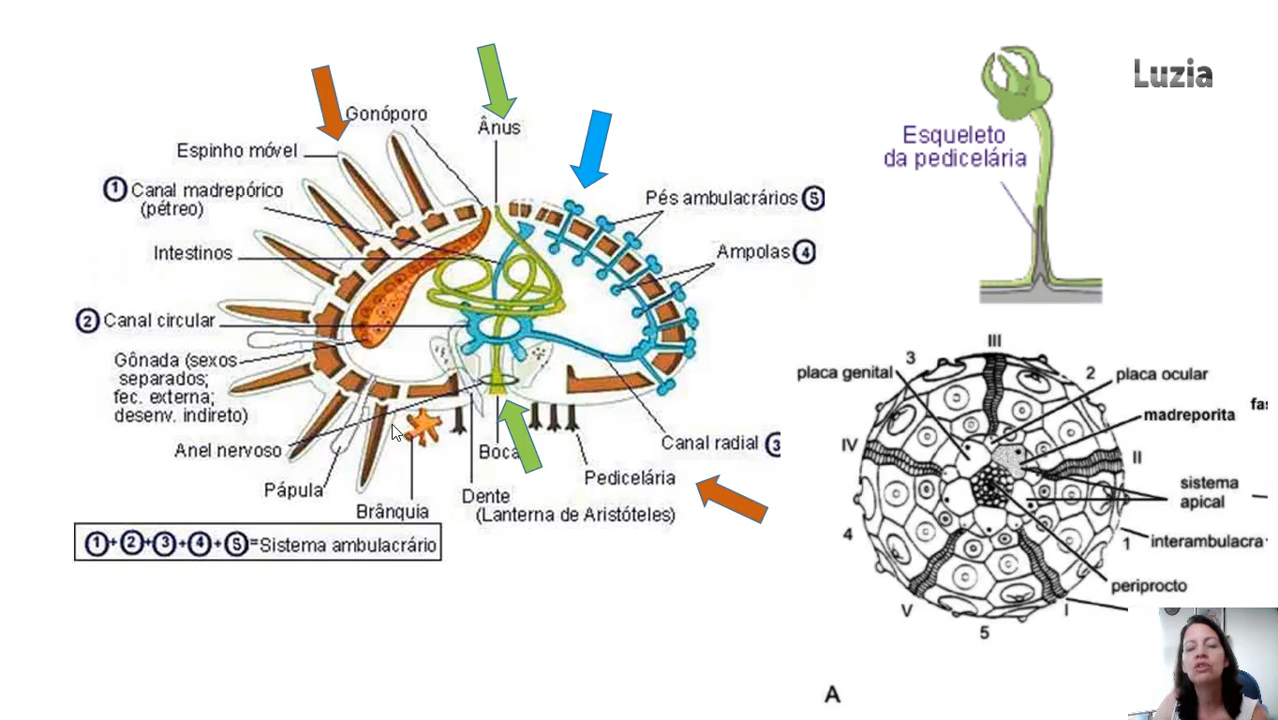 Luzia
Gonóporo
Ânus
Espinho móvel
1 Canal madrepórico
(pétreo)
Intestinos
2 Canal circular
Gônada (sexos
separados;
fec. externa;
desenv. indireto)
Anel nervoso
Pápula
Brânquia
Boca
Dente
(Lanterna de Aristóteles)
Pedicelária
Canal radial 3
Ampolas 4
Pés ambulacrários 5
1+2+3+4+5=Sistema ambulacrário
Esqueleto
da pedicelária
III
3
2
placa genital
placa ocular
madreporita
fas
IV
II
sistema
apical
4
1
interambulacra
periprocto
V
I
5
A